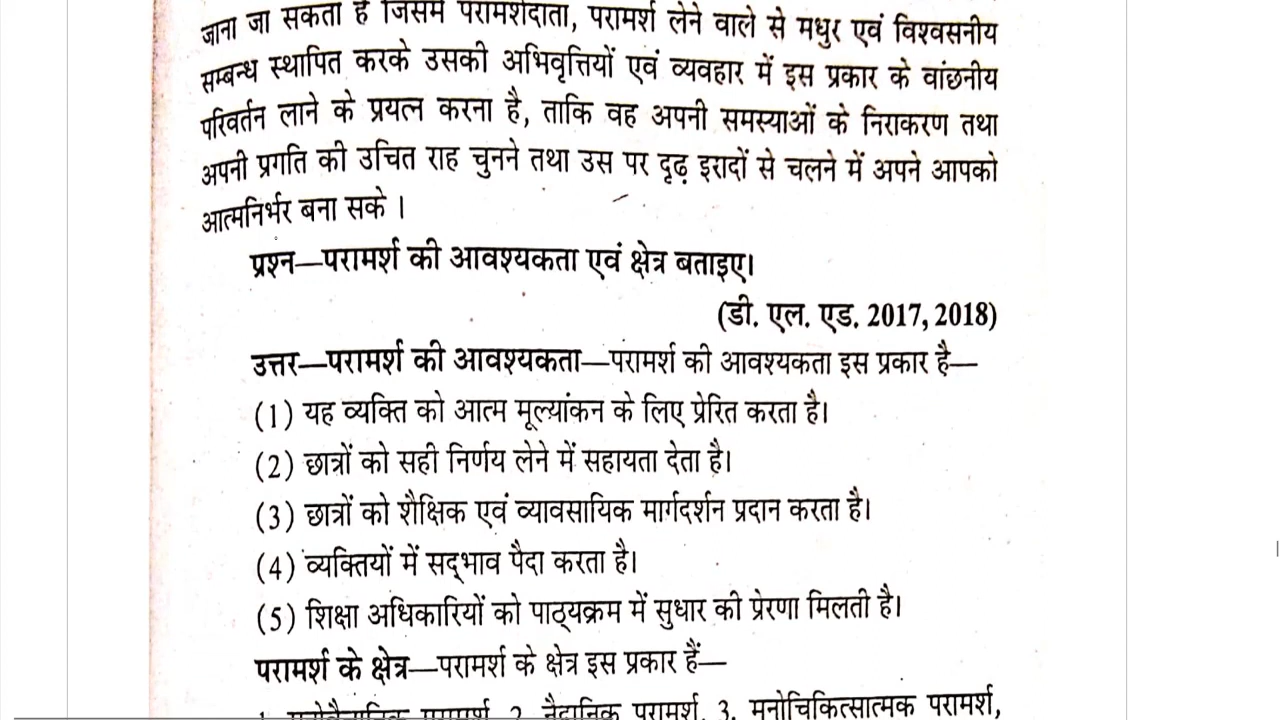 जाना जा सकता है जिसमें परामर्शदाता, परामर्श लेने वाले से मधुर एवं विश्वसनीय
सम्बन्ध स्थापित करके उसकी अभिवृत्तियों एवं व्यवहार में इस प्रकार के वांछनीय
परिवर्तन लाने के प्रयत्न करना है, ताकि वह अपनी समस्याओं के निराकरण तथा
अपनी प्रगति की उचित राह चुनने तथा उस पर दृढ़ इरादों से चलने में अपने आपको
आत्मनिर्भर बना सके ।
प्रश्न—परामर्श की आवश्यकता एवं क्षेत्र बताइए।
(डी. एल. एड. 2017, 2018)
उत्तर—परामर्श की आवश्यकता—परामर्श की आवश्यकता इस प्रकार है—
(1) यह व्यक्ति को आत्म मूल्यांकन के लिए प्रेरित करता है।
(2) छात्रों को सही निर्णय लेने में सहायता देता है।
(3) छात्रों को शैक्षिक एवं व्यावसायिक मार्गदर्शन प्रदान करता है।
(4) व्यक्तियों में सद्‌भाव पैदा करता है।
(5) शिक्षा अधिकारियों को पाठ्यक्रम में सुधार की प्रेरणा मिलती है।
परामर्श के क्षेत्र—परामर्श के क्षेत्र इस प्रकार हैं—
1. मनोवैज्ञानिक परामर्श, 2. नैदानिक परामर्श, 3. मनोचिकित्सात्मक परामर्श,